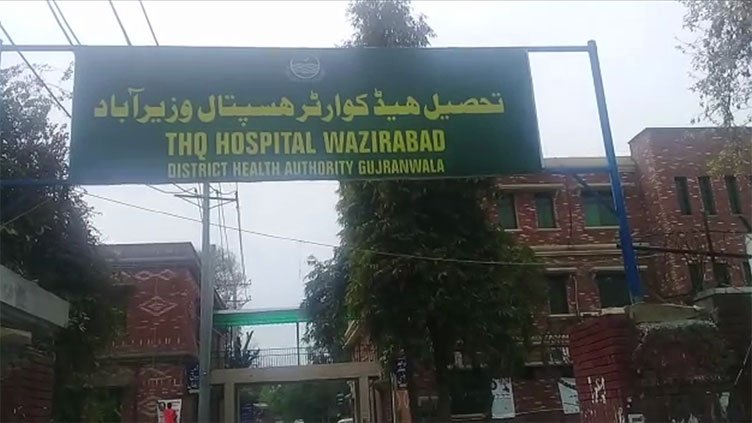 تحصیل ہیڈ کوارٹر ہسپتال وزیرآباد
THQ HOSPITAL WAZIRABAD
DISTRICT HEALTH AUTHORITY GUJRANWALA